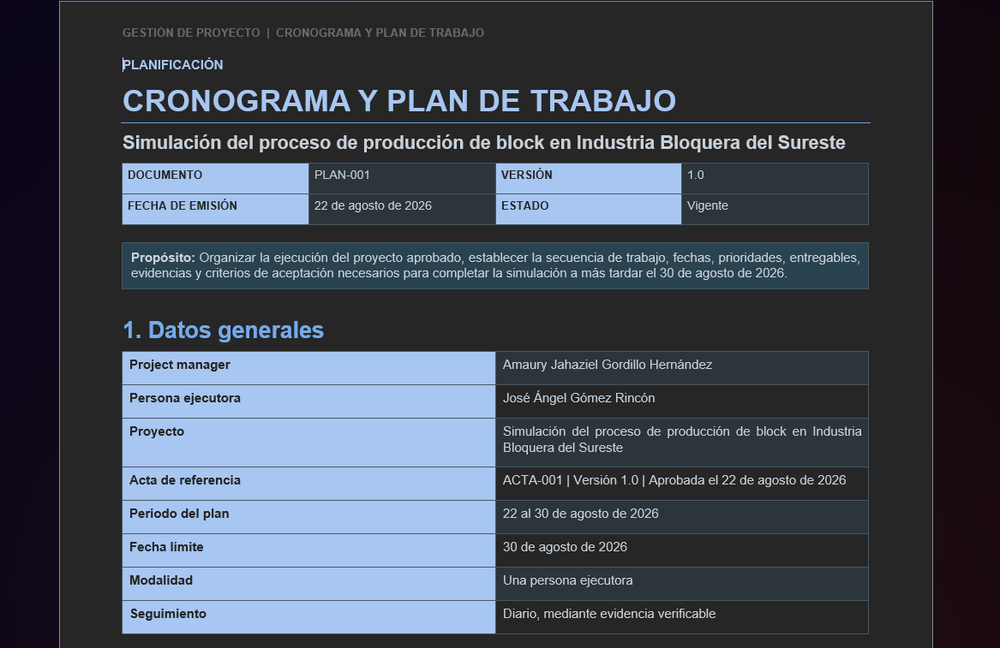 GESTIÓN DE PROYECTO | CRONOGRAMA Y PLAN DE TRABAJO
PLANIFICACIÓN
CRONOGRAMA Y PLAN DE TRABAJO
Simulación del proceso de producción de block en Industria Bloquera del Sureste
DOCUMENTO PLAN-001 VERSIÓN 1.0
FECHA DE EMISIÓN 22 de agosto de 2026 ESTADO Vigente
Propósito: Organizar la ejecución del proyecto aprobado, establecer la secuencia de trabajo, fechas, prioridades, entregables,
evidencias y criterios de aceptación necesarios para completar la simulación a más tardar el 30 de agosto de 2026.
1. Datos generales
Project manager Amaury Jahaziel Gordillo Hernández
Persona ejecutora José Ángel Gómez Rincón
Proyecto Simulación del proceso de producción de block en Industria
Bloquera del Sureste
Acta de referencia ACTA-001 | Versión 1.0 | Aprobada el 22 de agosto de 2026
Periodo del plan 22 al 30 de agosto de 2026
Fecha límite 30 de agosto de 2026
Modalidad Una persona ejecutora
Seguimiento Diario, mediante evidencia verificable